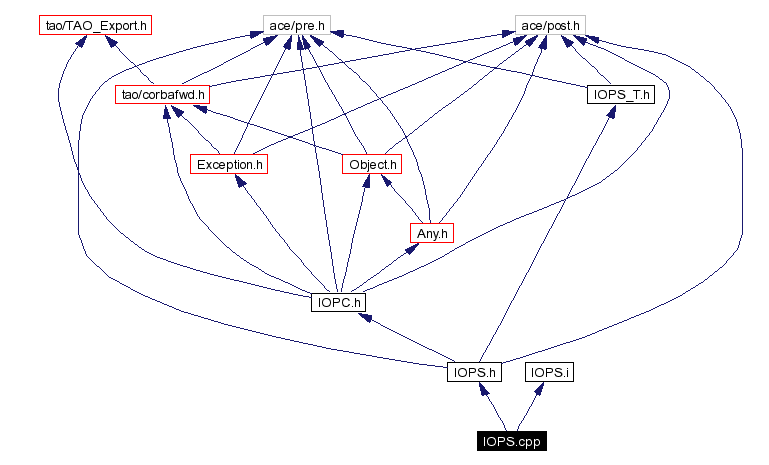 tao/TAO_Export.h
ace/pre.h
ace/post.h
tao/corbafwd.h
IOPS_T.h
Exception.h
Object.h
Any.h
IOPC.h
IOPS.h
IOPS.i
IOPS.cpp